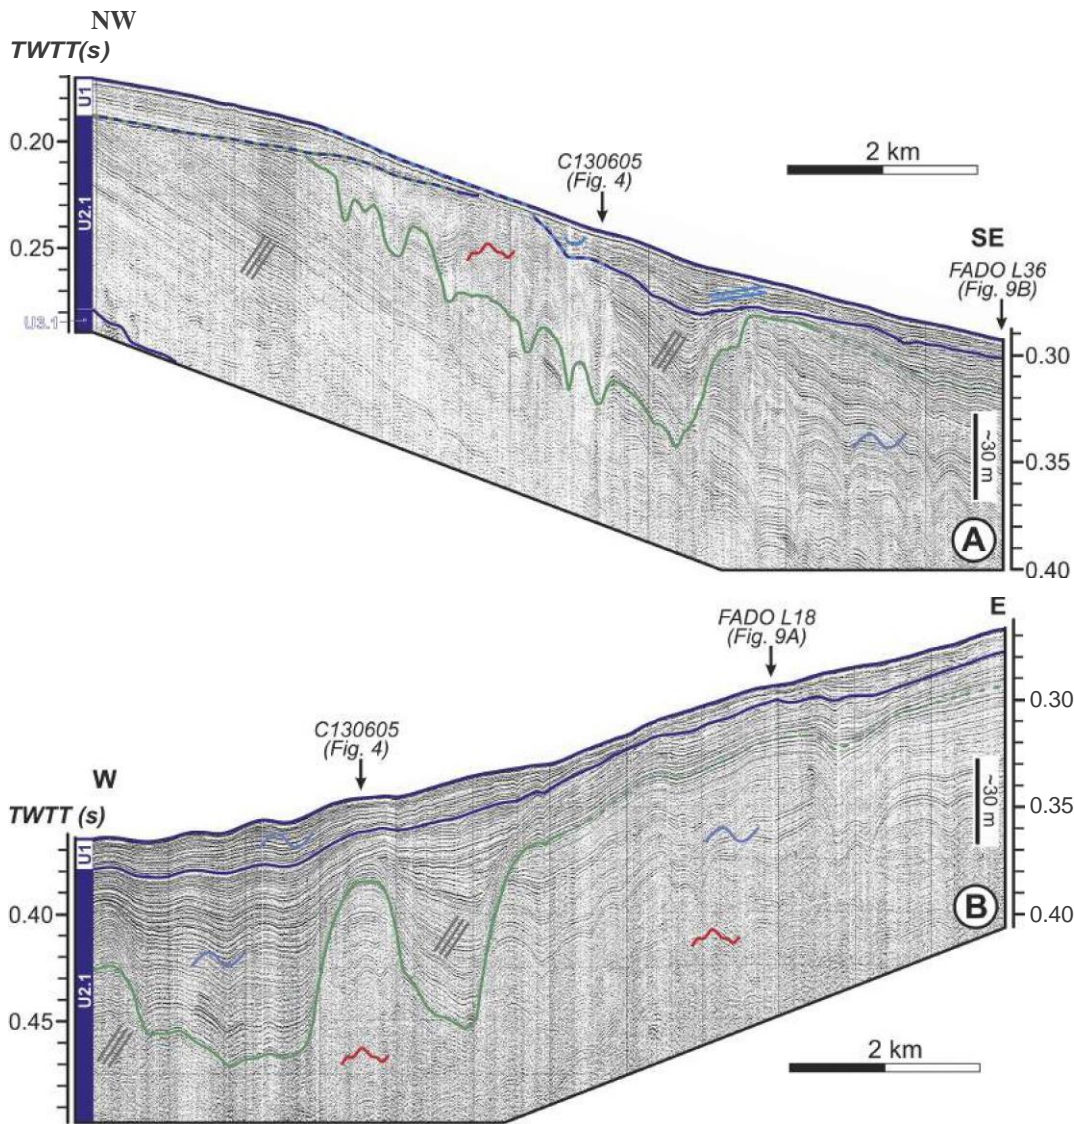 NW
TWTT(s)
U1
0.20
U2.1
0.25
U3.1
C130605
(Fig. 4)
2 km
SE
FADO L36
(Fig. 9B)
0.30
~30 m
0.35
A
0.40
E
FADO L18
(Fig. 9A)
0.30
C130605
(Fig. 4)
W
TWTT (s)
~30 m
0.35
U1
B
0.40
0.40
U2.1
0.45
2 km